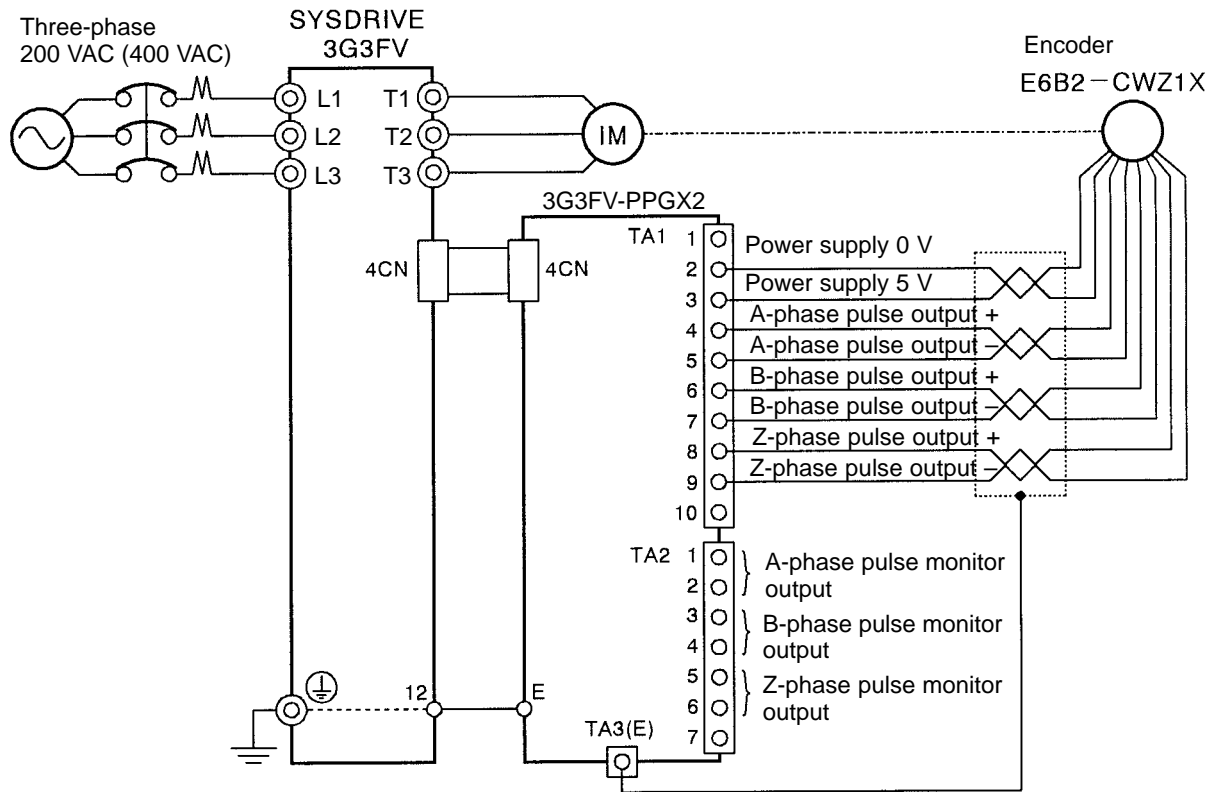 Three-phase
200 VAC (400 VAC)
SYSDRIVE
3G3FV
Encoder
E6B2-CWZ1X
L1
T1
L2
T2
IM
L3
T3
3G3FV-PPGX2
4CN
4CN
TA1
1
Power supply 0 V
2
Power supply 5 V
3
A-phase pulse output +
4
A-phase pulse output –
5
B-phase pulse output +
6
B-phase pulse output –
7
Z-phase pulse output +
8
Z-phase pulse output –
9
10
TA2
1
A-phase pulse monitor
output
2
3
B-phase pulse monitor
output
4
5
Z-phase pulse monitor
output
6
7
12
E
TA3(E)